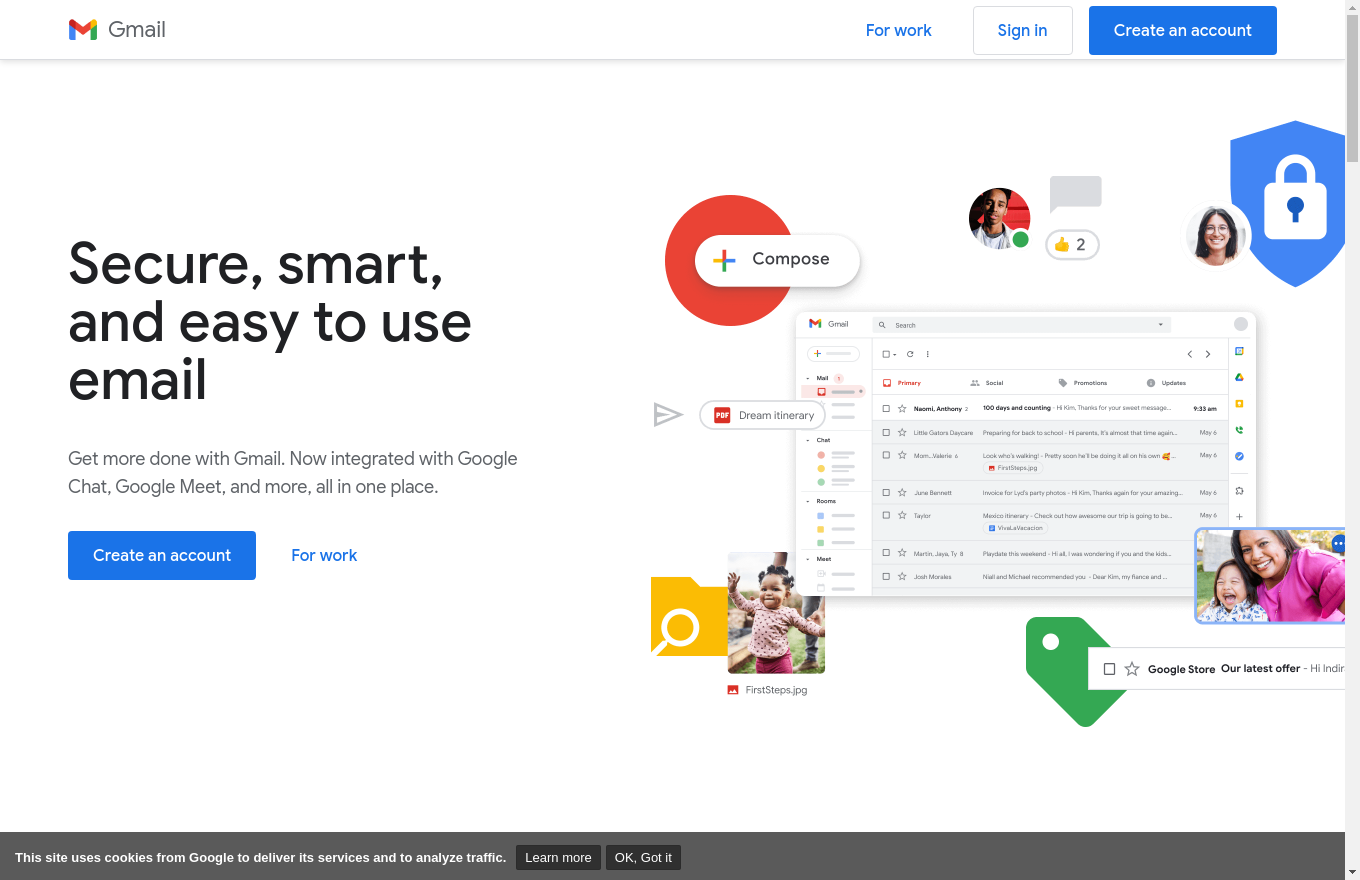 Gmail
For work
Sign in
Create an account
Secure, smart,
and easy to use
email
Get more done with Gmail. Now integrated with Google
Chat, Google Meet, and more, all in one place.
Create an account
For work
Compose
👍 2
Gmail
Search
Mail 1
Primary
Social
Promotions
Updates
Naomi, Anthony 2 100 days and counting - Hi Kim, Thanks for your sweet message... 9:33 am
PDF Dream itinerary
Little Gators Daycare Preparing for back to school - Hi parents, It's almost that time again... May 6
Chat
Mom...Valerie 6 Look who's walking! - Pretty soon he'll be doing it all on his own 🥰 ... May 6
FirstSteps.jpg
June Bennett Invoice for Lyd's party photos - Hi Kim, Thanks again for your amazing... May 6
Rooms
Taylor Mexico itinerary - Check out how awesome our trip is going to be... May 6
VivaLaVacacion
Martin, Jaya, Ty 8 Playdate this weekend - Hi all, I was wondering if you and the kids...
Meet
Josh Morales Niall and Michael recommended you - Dear Kim, my fiance and ...
FirstSteps.jpg
Google Store Our latest offer - Hi Indir
This site uses cookies from Google to deliver its services and to analyze traffic. Learn more OK, Got it